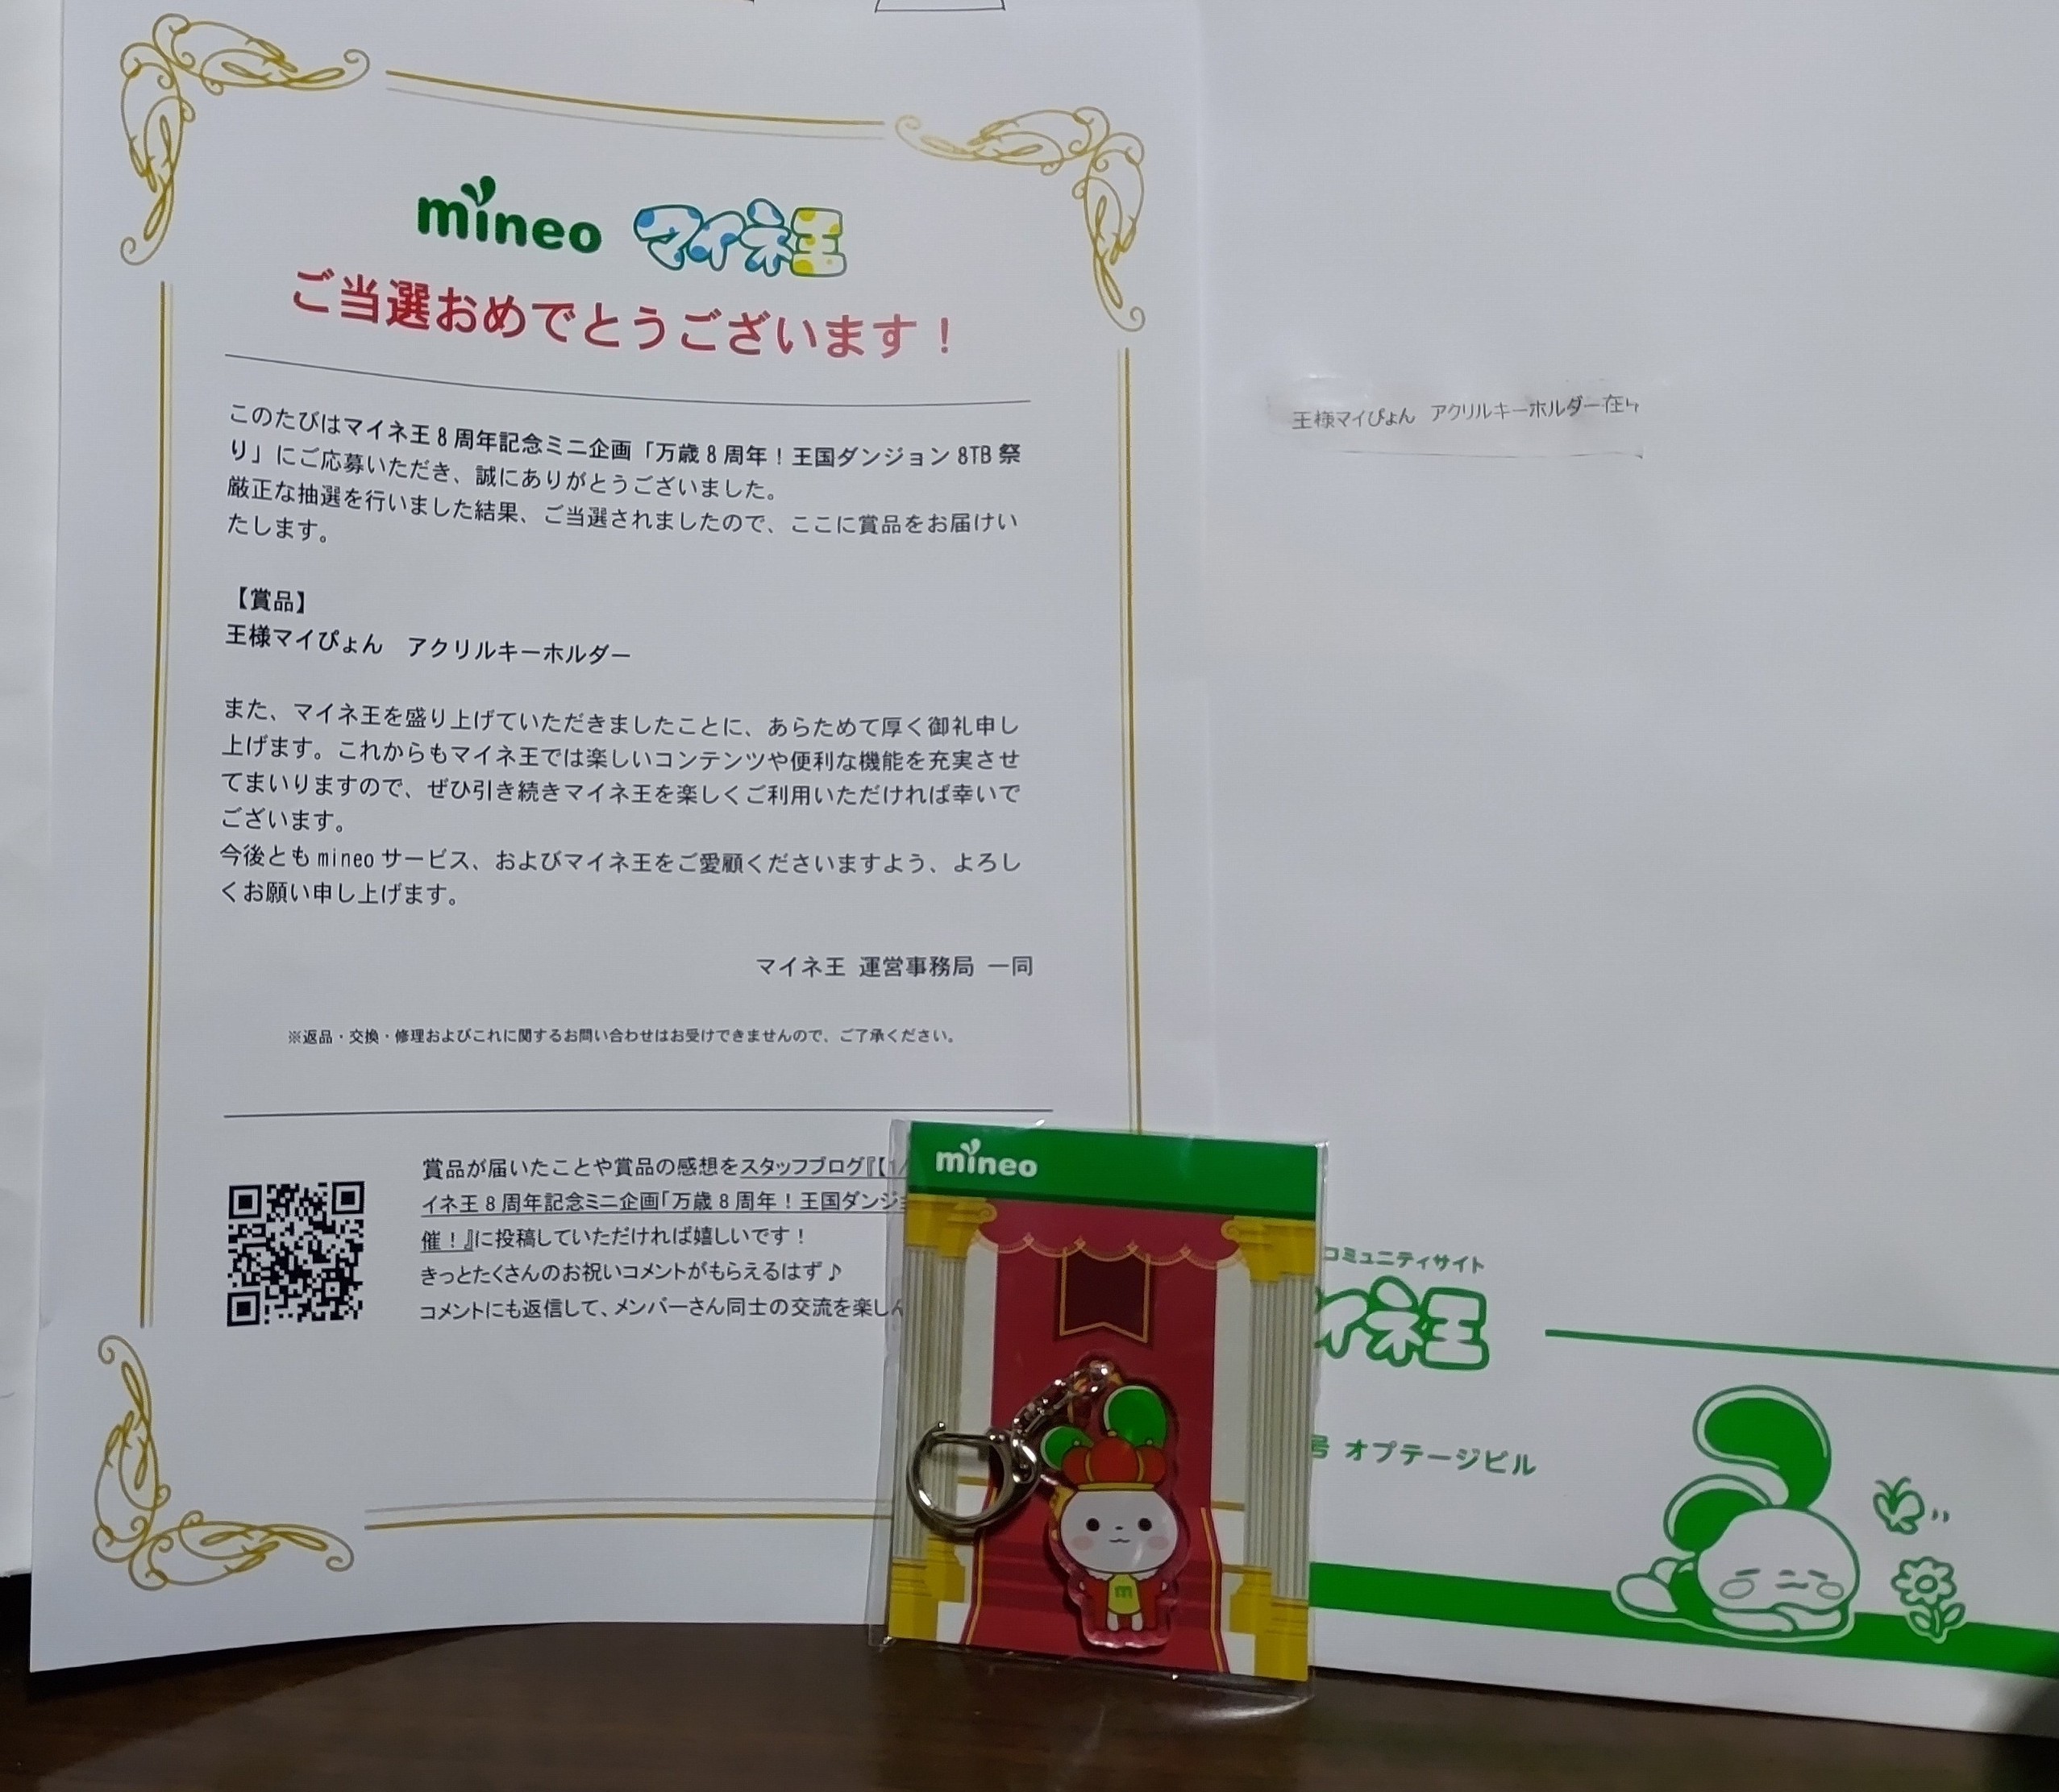 mineo マイネ王
ご当選おめでとうございます！
このたびはマイネ王8周年記念ミニ企画「万歳8周年！王国ダンジョン8TB祭
り」にご応募いただき、誠にありがとうございました。
厳正な抽選を行いました結果、ご当選されましたので、ここに賞品をお届けい
たします。
【賞品】
王様マイぴょん　アクリルキーホルダー
また、マイネ王を盛り上げていただきましたことに、あらためて厚く御礼申し
上げます。これからもマイネ王では楽しいコンテンツや便利な機能を充実させ
てまいりますので、ぜひ引き続きマイネ王を楽しくご利用いただければ幸いで
ございます。
今後ともmineoサービス、およびマイネ王をご愛顧くださいますよう、よろし
くお願い申し上げます。
マイネ王 運営事務局 一同
※返品・交換・修理およびこれに関するお問い合わせはお受けできませんので、ご了承ください。
賞品が届いたことや賞品の感想をスタッフブログ『【1/
イネ王8周年記念ミニ企画「万歳8周年！王国ダンジョ
催！』に投稿していただければ嬉しいです！
きっとたくさんのお祝いコメントがもらえるはず♪
コメントにも返信して、メンバーさん同士の交流を楽しん
mineo
m
王様マイぴょん　アクリルキーホルダー在
コミュニティサイト
イネ王
号 オプテージビル